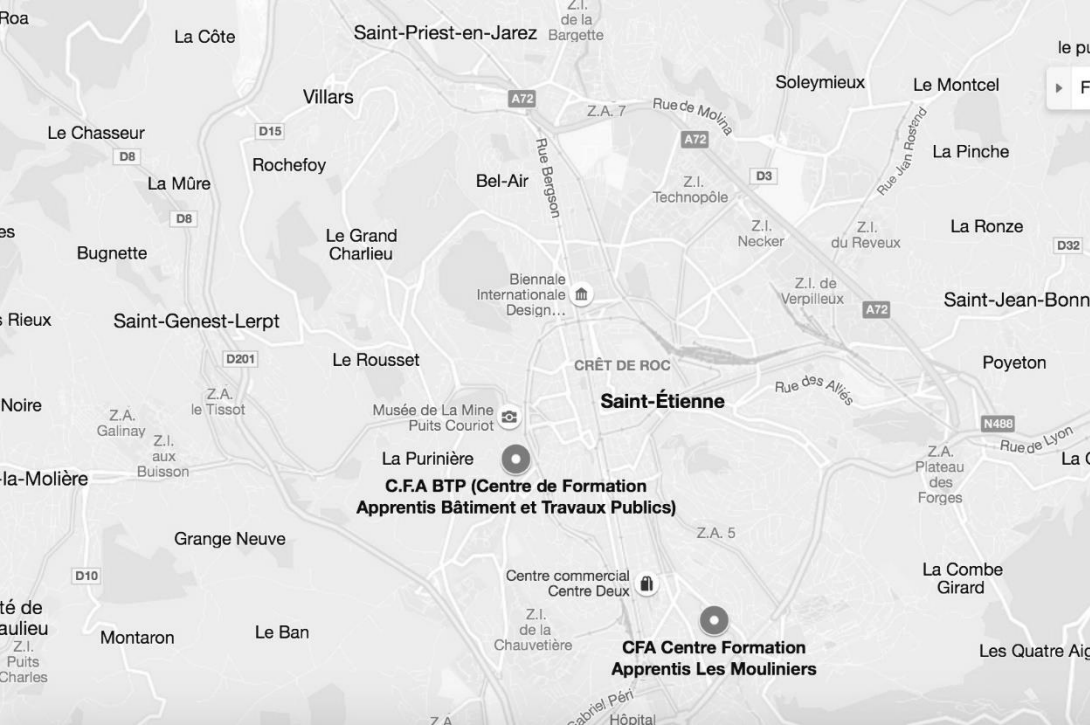 Roa
La Côte
Saint-Priest-en-Jarez
Z.I.
de la
Bargette
le pu
Soleymieux
Le Montcel
F
Villars
A72
Z.A. 7
Rue de Molina
A72
Le Chasseur
D15
D8
Rochefoy
Rue Bergson
Rue Jean Rostend
La Pinche
La Mûre
Bel-Air
Z.I.
Technopôle
D3
D8
es
Bugnette
Le Grand
Charlieu
Z.I.
Necker
Z.I.
du Reveux
La Ronze
D32
Biennale
Internationale
Design...
Z.I. de
Verpilleux
A72
Saint-Jean-Bonn
s Rieux
Saint-Genest-Lerpt
D201
Le Rousset
CRÊT DE ROC
Poyeton
Saint-Étienne
Rue des Alliés
Noire
Z.A.
le Tissot
Z.A.
Galinay
Z.I.
aux
Buisson
Musée de La Mine
Puits Couriot
N488
Rue de Lyon
-la-Molière
La Purinière
C.F.A BTP (Centre de Formation
Apprentis Bâtiment et Travaux Publics)
Z.A.
Plateau
des
Forges
Grange Neuve
Z.A. 5
D10
Centre commercial
Centre Deux
La Combe
Girard
té de
aulieu
Z.I.
Puits
Charles
Montaron
Le Ban
Z.I.
de la
Chauvetière
CFA Centre Formation
Apprentis Les Mouliniers
Les Quatre Aig
Gabriel Péri
Hôpital
Z.A.